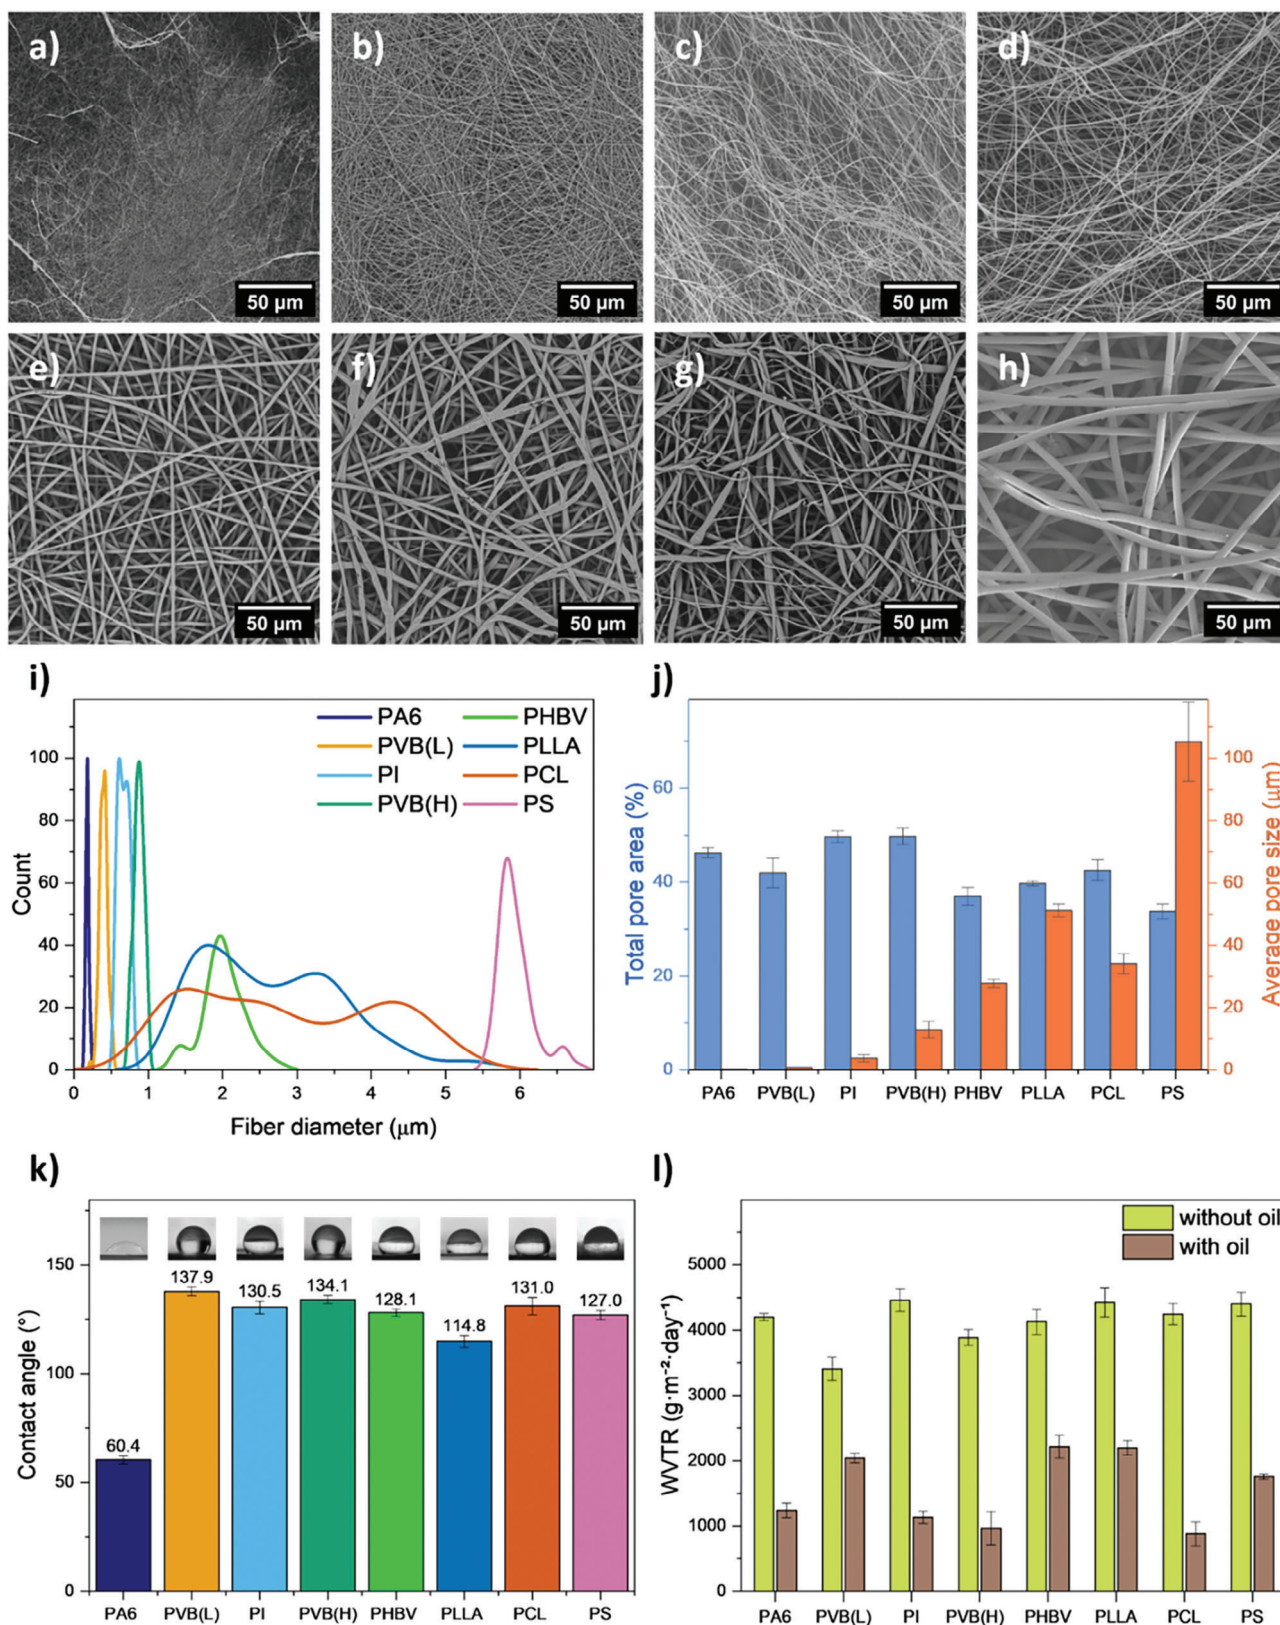 a)
b)
c)
d)
50 µm
50 µm
50 µm
50 µm
e)
f)
g)
h)
50 µm
50 µm
50 µm
50 µm
i)
PA6
PHBV
PVB(L)
PLLA
PI
PCL
PVB(H)
PS
Count
100
80
60
40
20
0
0
1
2
3
4
5
6
Fiber diameter (µm)
j)
Total pore area (%)
60
40
20
0
Average pore size (µm)
100
80
60
40
20
0
PA6
PVB(L)
PI
PVB(H)
PHBV
PLLA
PCL
PS
k)
Contact angle (°)
150
100
50
0
60.4
137.9
130.5
134.1
128.1
114.8
131.0
127.0
PA6
PVB(L)
PI
PVB(H)
PHBV
PLLA
PCL
PS
l)
without oil
with oil
WVTR (g·m⁻²·day⁻¹)
5000
4000
3000
2000
1000
0
PA6
PVB(L)
PI
PVB(H)
PHBV
PLLA
PCL
PS